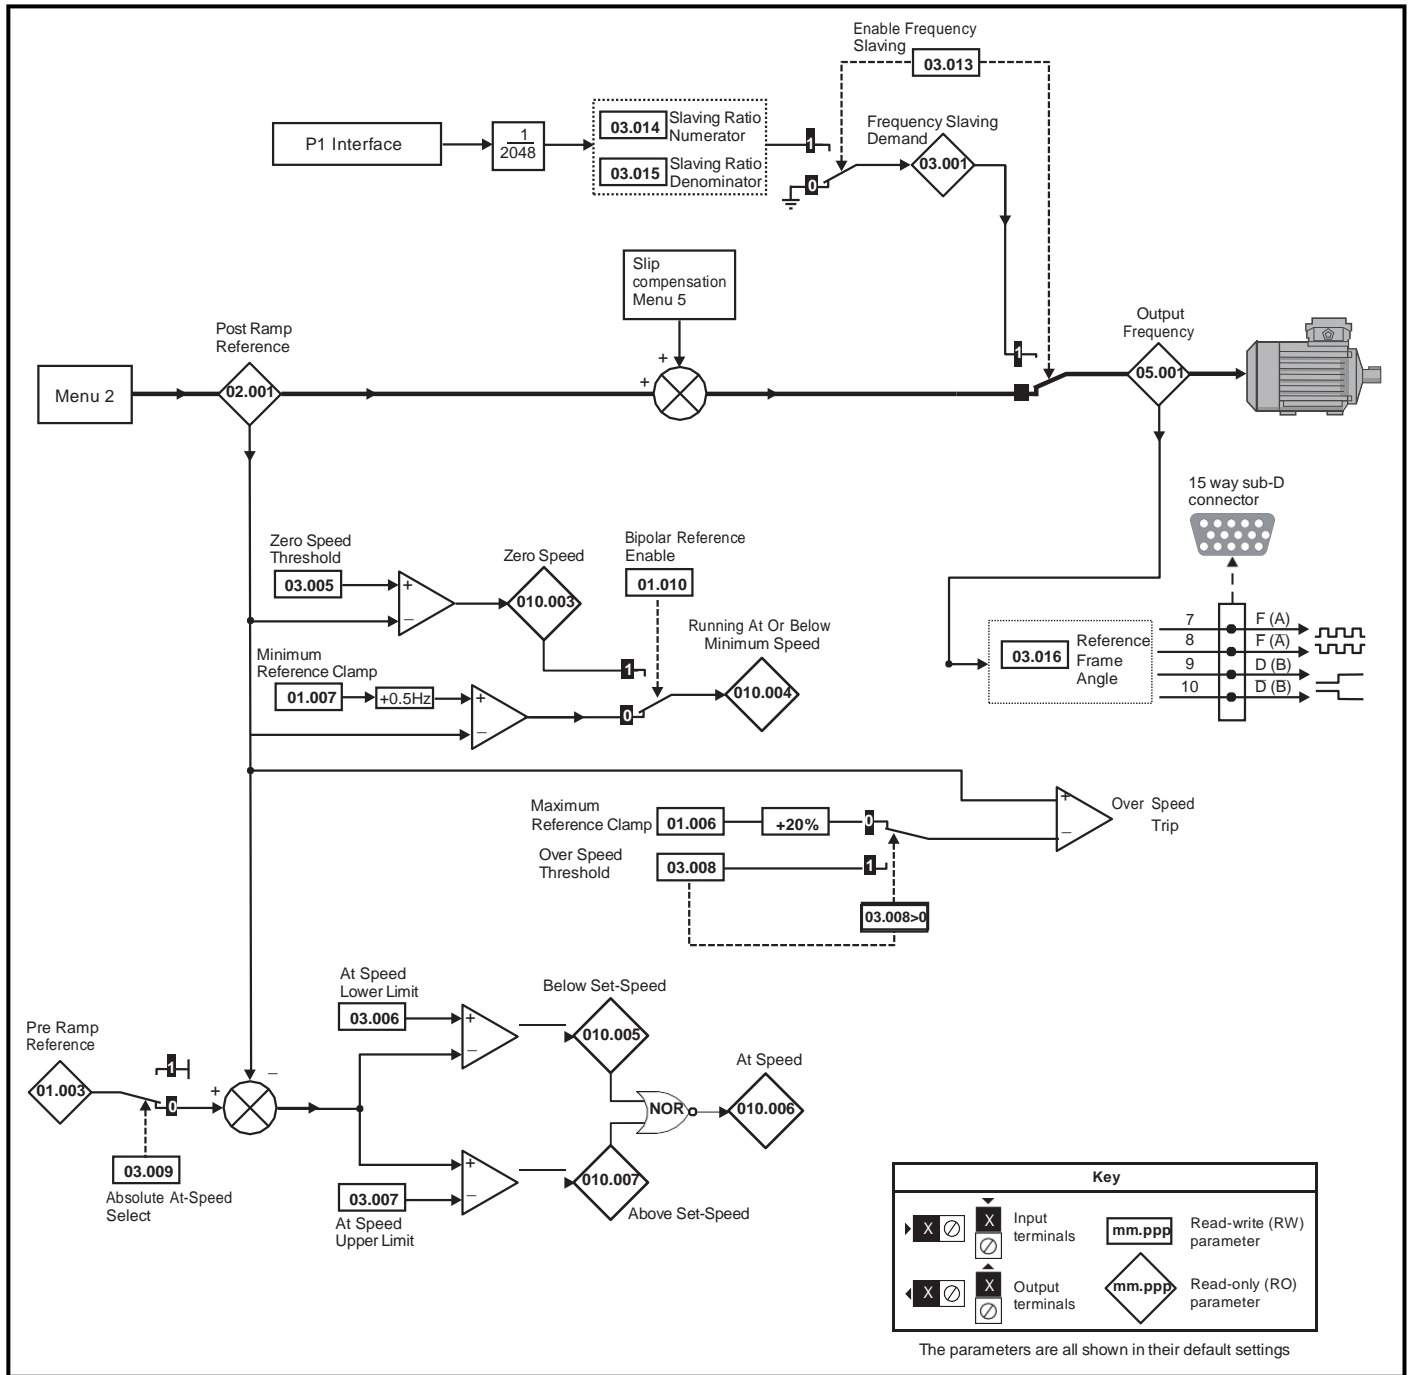 Enable Frequency
Slaving
03.013
P1 Interface
1
2048
03.014
Slaving Ratio
Numerator
03.015
Slaving Ratio
Denominator
1
0
Frequency Slaving
Demand
03.001
Slip
compensation
Menu 5
Post Ramp
Reference
Menu 2
02.001
+
+
1
Output
Frequency
05.001
15 way sub-D
connector
Zero Speed
Threshold
03.005
+
–
Zero Speed
010.003
Bipolar Reference
Enable
01.010
Minimum
Reference Clamp
01.007
+0.5Hz
+
–
1
0
Running At Or Below
Minimum Speed
010.004
03.016
Reference
Frame
Angle
7
F (A)
8
F (A̅)
9
D (B)
10
D̅ (B̅)
Maximum
Reference Clamp
01.006
+20%
0
Over Speed
Threshold
03.008
1
03.008>0
+
–
Over Speed
Trip
At Speed
Lower Limit
03.006
+
–
Below Set-Speed
010.005
Pre Ramp
Reference
01.003
1
0
+
–
03.009
Absolute At-Speed
Select
NOR
At Speed
010.006
03.007
At Speed
Upper Limit
+
–
010.007
Above Set-Speed
Key
X
X
Input
terminals
mm.ppp
Read-write (RW)
parameter
X
X
Output
terminals
mm.ppp
Read-only (RO)
parameter
The parameters are all shown in their default settings